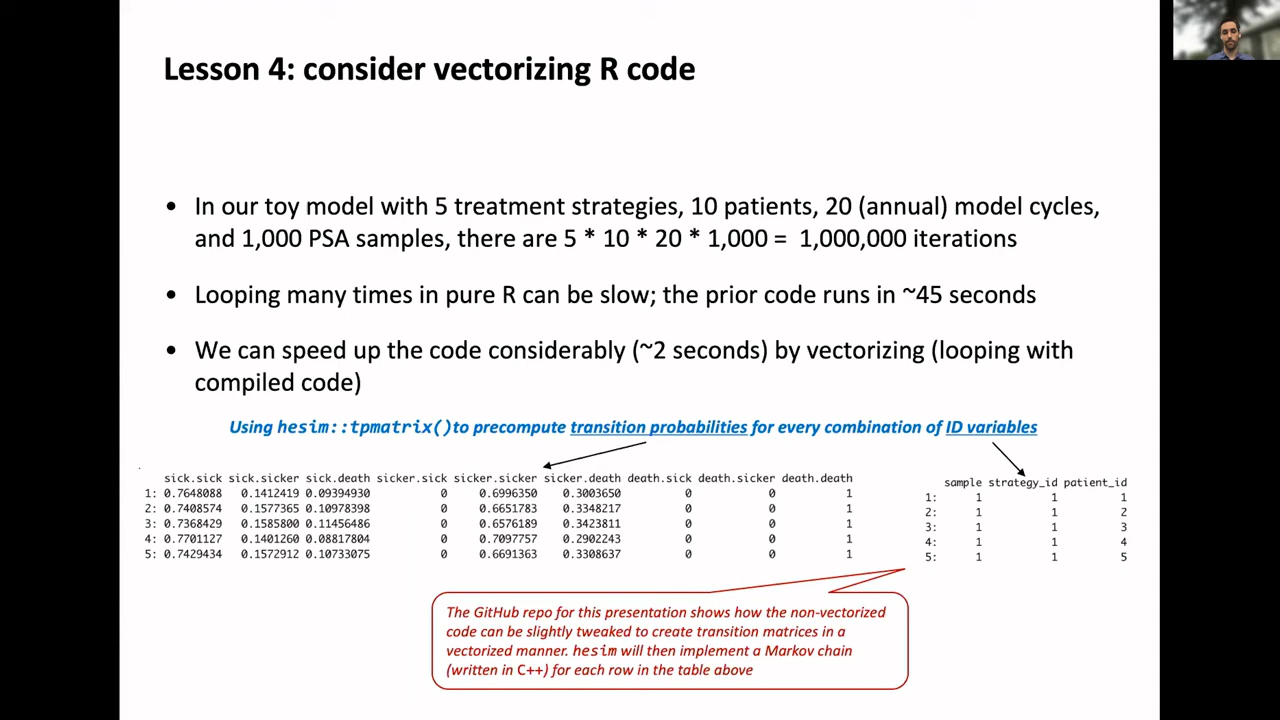 Lesson 4: consider vectorizing R code
• In our toy model with 5 treatment strategies, 10 patients, 20 (annual) model cycles,
and 1,000 PSA samples, there are 5 * 10 * 20 * 1,000 = 1,000,000 iterations
• Looping many times in pure R can be slow; the prior code runs in ~45 seconds
• We can speed up the code considerably (~2 seconds) by vectorizing (looping with
compiled code)
Using hesim::tpmatrix()to precompute transition probabilities for every combination of ID variables
sick.sick sick.sicker sick.death sicker.sick sicker.sicker sicker.death death.sick death.sicker death.death
1: 0.7648088 0.1412419 0.09394930 0 0.6996350 0.3003650 0 0 1
2: 0.7408574 0.1577365 0.10978398 0 0.6651783 0.3348217 0 0 1
3: 0.7368429 0.1585800 0.11456486 0 0.6576189 0.3423811 0 0 1
4: 0.7701127 0.1401260 0.08817804 0 0.7097757 0.2902243 0 0 1
5: 0.7429434 0.1572912 0.10733075 0 0.6691363 0.3308637 0 0 1
sample strategy_id patient_id
1: 1 1 1
2: 1 1 2
3: 1 1 3
4: 1 1 4
5: 1 1 5
The GitHub repo for this presentation shows how the non-vectorized
code can be slightly tweaked to create transition matrices in a
vectorized manner. hesim will then implement a Markov chain
(written in C++) for each row in the table above